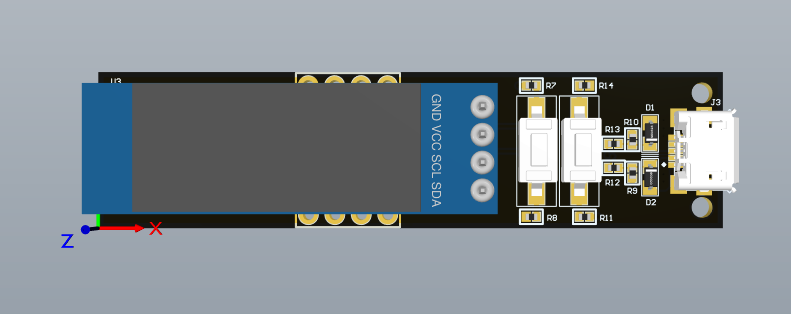 U3
GND VCC SCL SDA
R7
R14
R8
R11
R13
R12
R10
R9
D1
D2
J3
Z
X